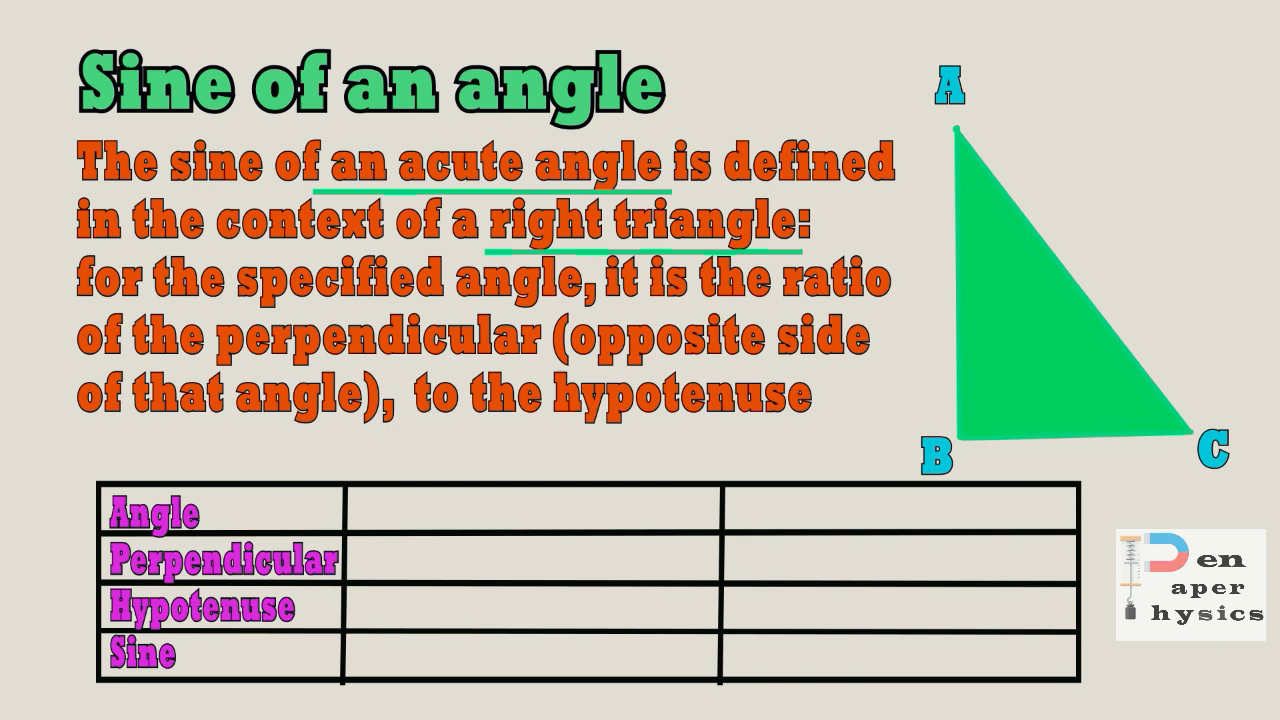 Sine of an angle
A
The sine of an acute angle is defined
in the context of a right triangle:
for the specified angle, it is the ratio
of the perpendicular (opposite side
of that angle), to the hypotenuse
B
C
Angle
Perpendicular
Hypotenuse
Sine
Pen
aper
hysics